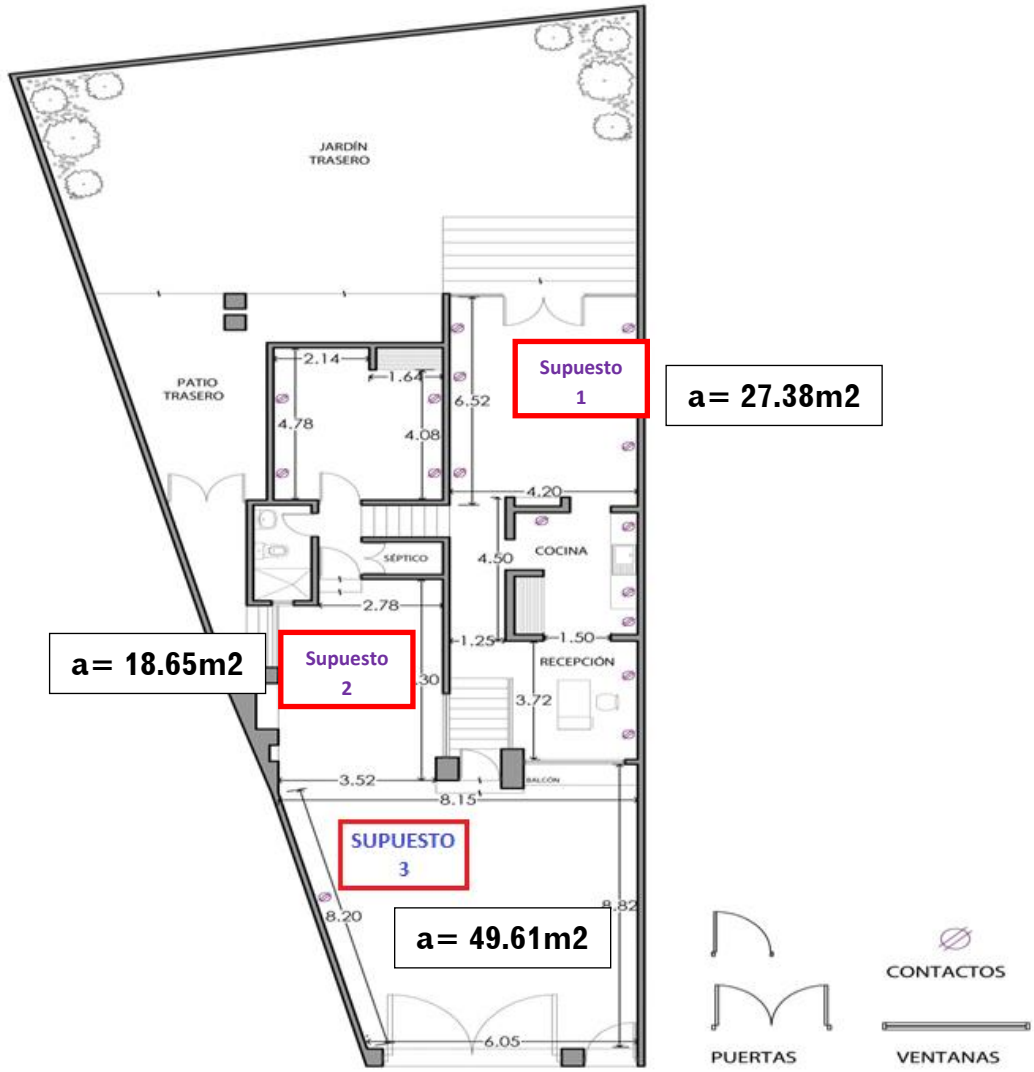 JARDÍN
TRASERO
PATIO
TRASERO
2.14
1.64
4.78
4.08
6.52
Supuesto
1
a= 27.38m2
4.20
4.50
COCINA
SÉPTICO
2.78
1.25
1.50
RECEPCIÓN
a= 18.65m2
Supuesto
2
.30
3.72
3.52
BALCÓN
8.15
SUPUESTO
3
8.20
8.82
a= 49.61m2
6.05
CONTACTOS
PUERTAS
VENTANAS